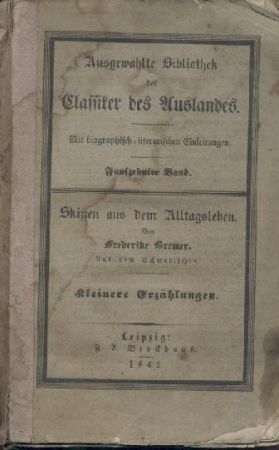 Ausgewählte Bibliothek
der
Classiker des Auslandes.
Mit biographisch-literarischen Einleitungen.
Funfzehnter Band.
Skizzen aus dem Alltagsleben.
Von
Frederike Bremer.
Aus dem Schwedischen.
Kleinere Erzählungen.
Leipzig:
F. A. Brockhaus.
1842